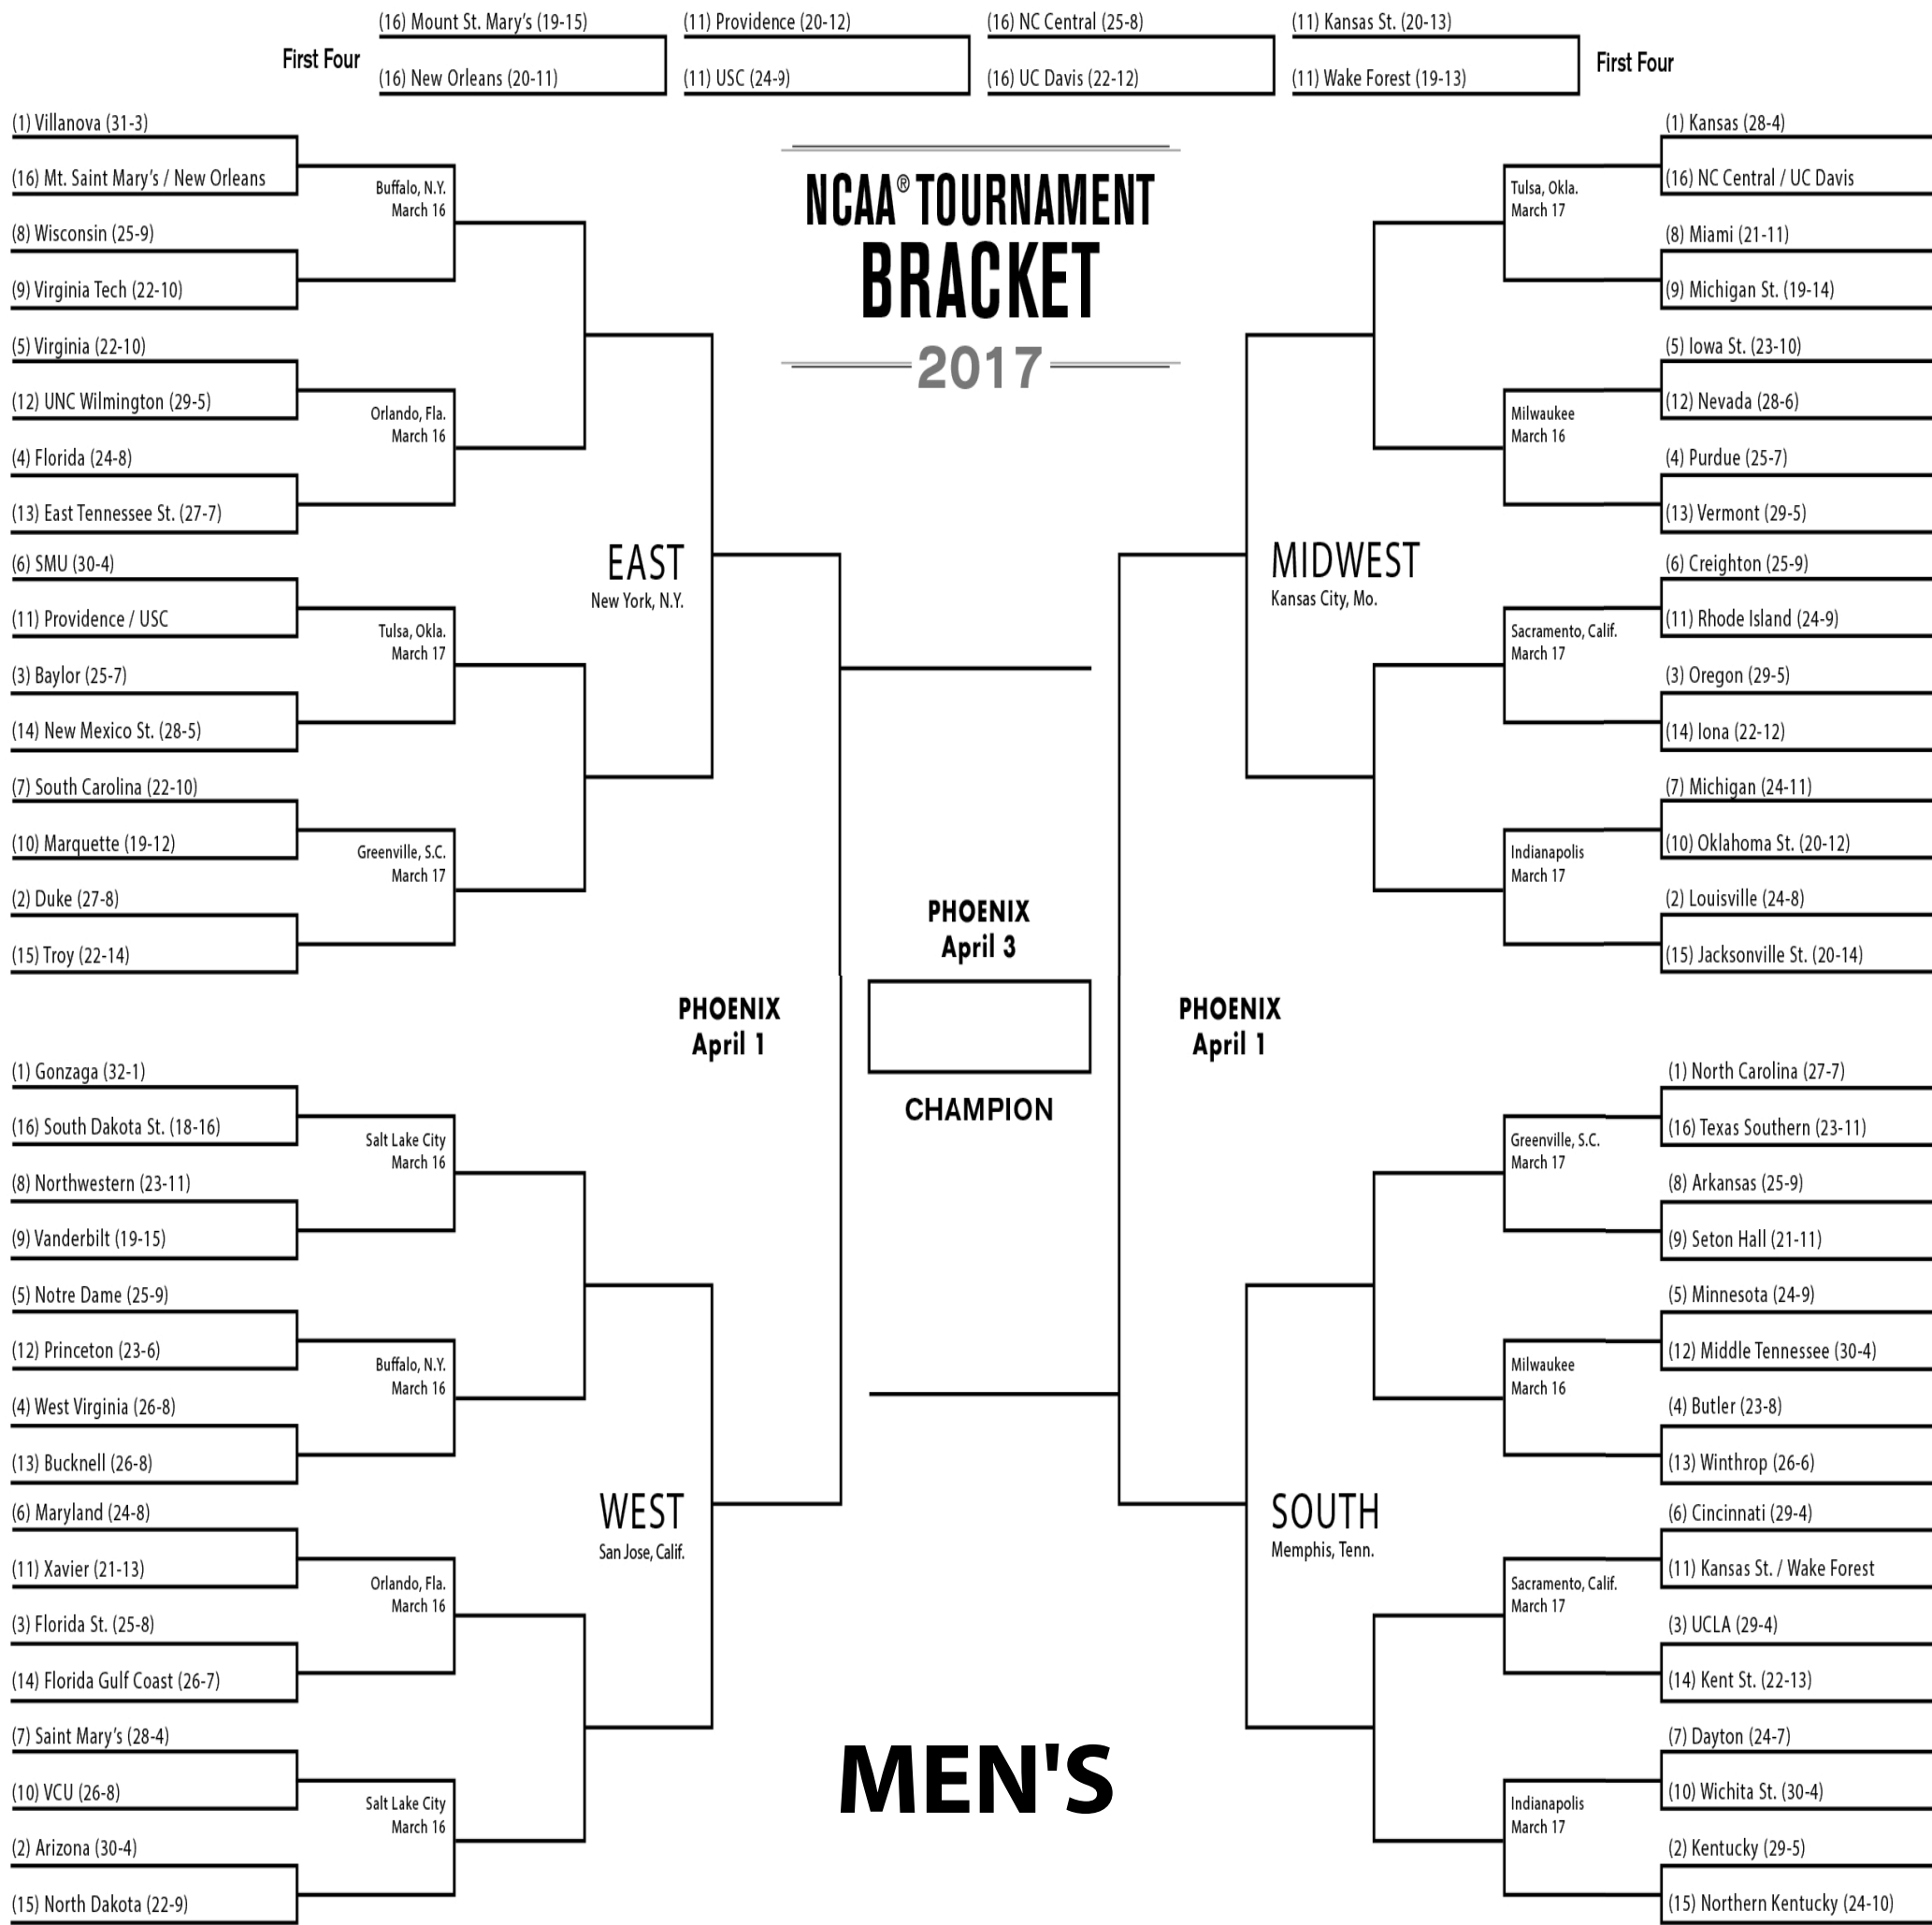 (16) Mount St. Mary’s (19-15)
(11) Providence (20-12)
(16) NC Central (25-8)
(11) Kansas St. (20-13)
First Four
First Four
(16) New Orleans (20-11)
(11) USC (24-9)
(16) UC Davis (22-12)
(11) Wake Forest (19-13)
NCAA® TOURNAMENT
BRACKET
2017
(1) Villanova (31-3)
(16) Mt. Saint Mary’s / New Orleans
Buffalo, N.Y.
March 16
(8) Wisconsin (25-9)
(9) Virginia Tech (22-10)
(5) Virginia (22-10)
(12) UNC Wilmington (29-5)
Orlando, Fla.
March 16
(4) Florida (24-8)
(13) East Tennessee St. (27-7)
EAST
New York, N.Y.
(6) SMU (30-4)
(11) Providence / USC
Tulsa, Okla.
March 17
(3) Baylor (25-7)
(14) New Mexico St. (28-5)
(7) South Carolina (22-10)
(10) Marquette (19-12)
Greenville, S.C.
March 17
(2) Duke (27-8)
(15) Troy (22-14)
(1) Kansas (28-4)
(16) NC Central / UC Davis
Tulsa, Okla.
March 17
(8) Miami (21-11)
(9) Michigan St. (19-14)
(5) Iowa St. (23-10)
(12) Nevada (28-6)
Milwaukee
March 16
(4) Purdue (25-7)
(13) Vermont (29-5)
MIDWEST
Kansas City, Mo.
(6) Creighton (25-9)
(11) Rhode Island (24-9)
Sacramento, Calif.
March 17
(3) Oregon (29-5)
(14) Iona (22-12)
(7) Michigan (24-11)
(10) Oklahoma St. (20-12)
Indianapolis
March 17
(2) Louisville (24-8)
(15) Jacksonville St. (20-14)
PHOENIX
April 3
PHOENIX
April 1
PHOENIX
April 1
CHAMPION
(1) Gonzaga (32-1)
(16) South Dakota St. (18-16)
Salt Lake City
March 16
(8) Northwestern (23-11)
(9) Vanderbilt (19-15)
(5) Notre Dame (25-9)
(12) Princeton (23-6)
Buffalo, N.Y.
March 16
(4) West Virginia (26-8)
(13) Bucknell (26-8)
WEST
San Jose, Calif.
(6) Maryland (24-8)
(11) Xavier (21-13)
Orlando, Fla.
March 16
(3) Florida St. (25-8)
(14) Florida Gulf Coast (26-7)
(7) Saint Mary’s (28-4)
(10) VCU (26-8)
Salt Lake City
March 16
(2) Arizona (30-4)
(15) North Dakota (22-9)
(1) North Carolina (27-7)
(16) Texas Southern (23-11)
Greenville, S.C.
March 17
(8) Arkansas (25-9)
(9) Seton Hall (21-11)
(5) Minnesota (24-9)
(12) Middle Tennessee (30-4)
Milwaukee
March 16
(4) Butler (23-8)
(13) Winthrop (26-6)
SOUTH
Memphis, Tenn.
(6) Cincinnati (29-4)
(11) Kansas St. / Wake Forest
Sacramento, Calif.
March 17
(3) UCLA (29-4)
(14) Kent St. (22-13)
(7) Dayton (24-7)
(10) Wichita St. (30-4)
Indianapolis
March 17
(2) Kentucky (29-5)
(15) Northern Kentucky (24-10)
MEN'S